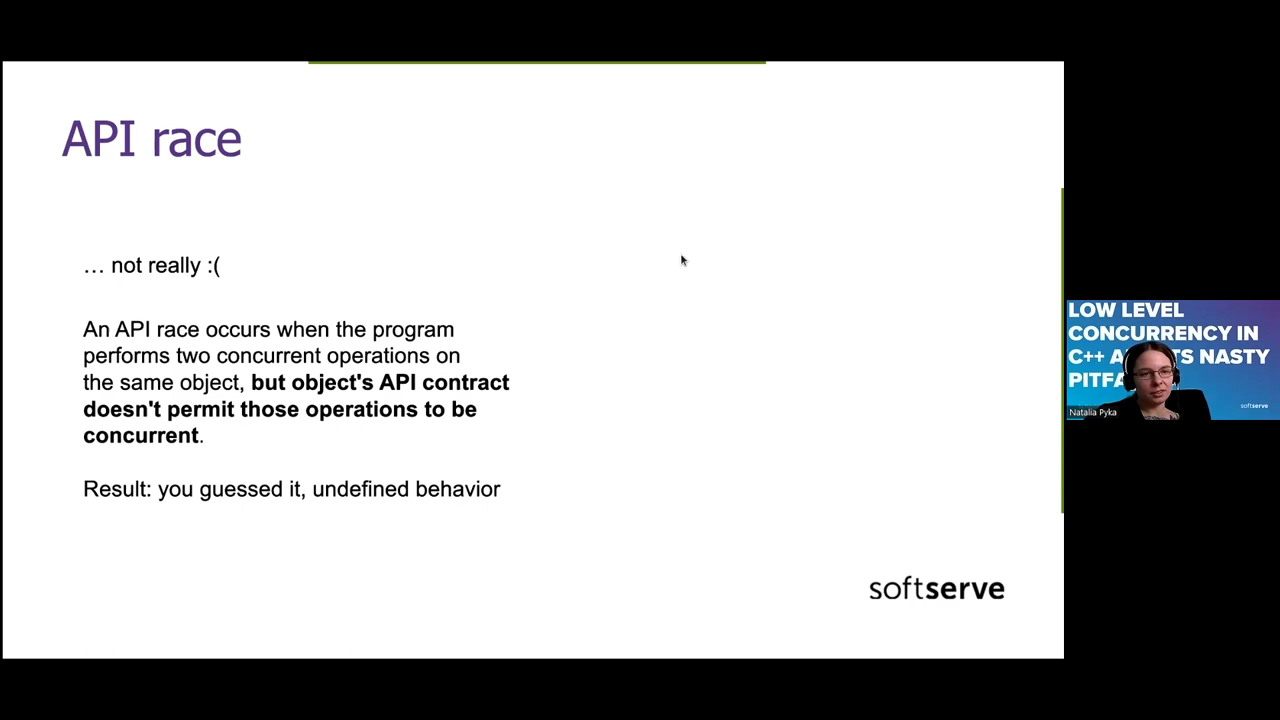 API race
… not really :(
An API race occurs when the program
performs two concurrent operations on
the same object, but object's API contract
doesn't permit those operations to be
concurrent.
Result: you guessed it, undefined behavior
softserve
LOW LEVEL
CONCURRENCY IN
C++ A TS NASTY
PITFA
softserve
Natalia Pyka